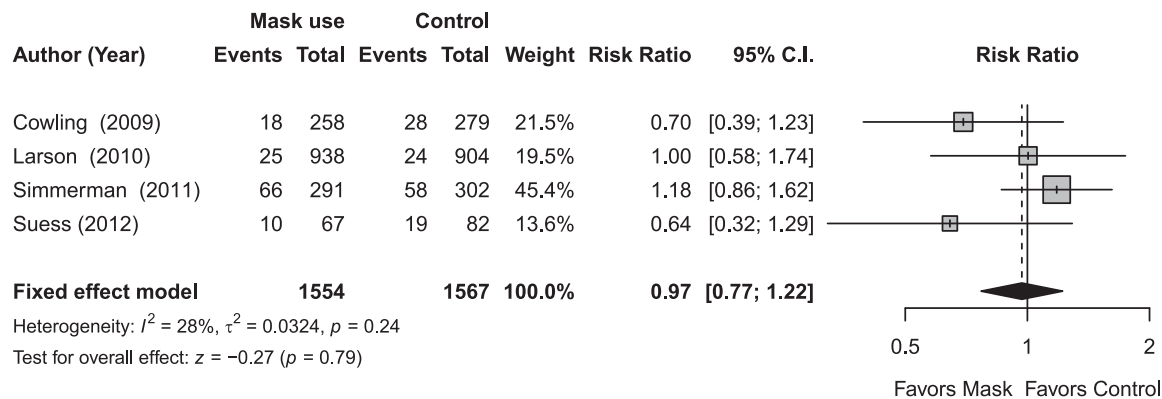 Mask use Control
Author (Year) Events Total Events Total Weight Risk Ratio 95% C.I. Risk Ratio
Cowling (2009) 18 258 28 279 21.5% 0.70 [0.39; 1.23]
Larson (2010) 25 938 24 904 19.5% 1.00 [0.58; 1.74]
Simmerman (2011) 66 291 58 302 45.4% 1.18 [0.86; 1.62]
Suess (2012) 10 67 19 82 13.6% 0.64 [0.32; 1.29]
Fixed effect model 1554 1567 100.0% 0.97 [0.77; 1.22]
Heterogeneity: I² = 28%, τ² = 0.0324, p = 0.24
Test for overall effect: z = −0.27 (p = 0.79)
0.5 1 2
Favors Mask Favors Control